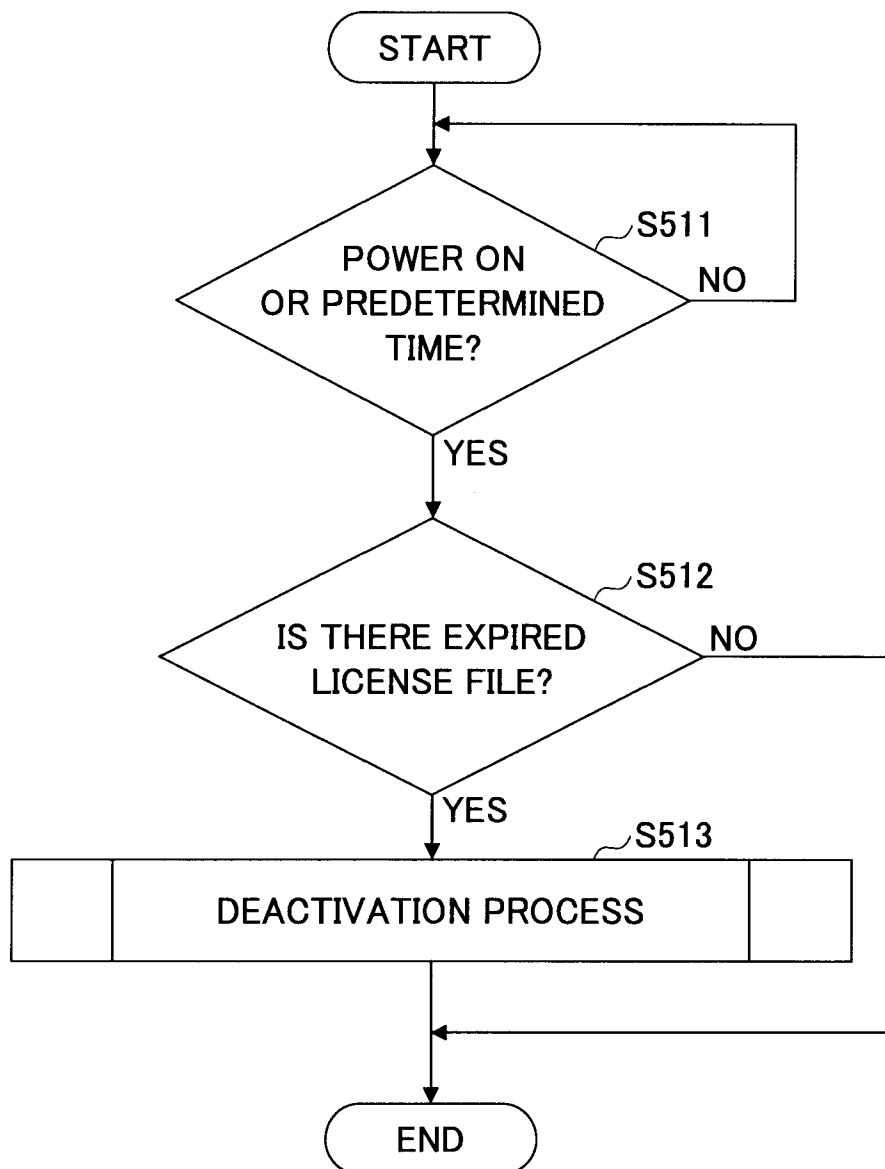 START
S511
POWER ON
OR PREDETERMINED
TIME?
NO
YES
S512
IS THERE EXPIRED
LICENSE FILE?
NO
YES
S513
DEACTIVATION PROCESS
END